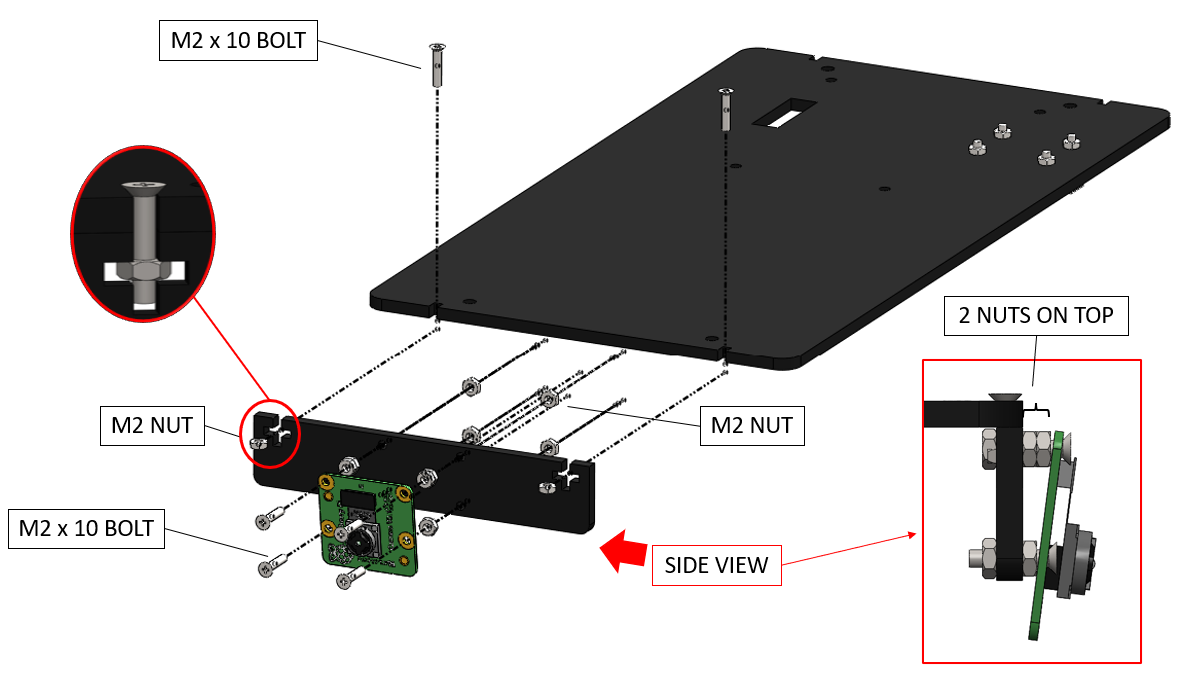 M2 x 10 BOLT
2 NUTS ON TOP
M2 NUT
M2 NUT
M2 x 10 BOLT
SIDE VIEW